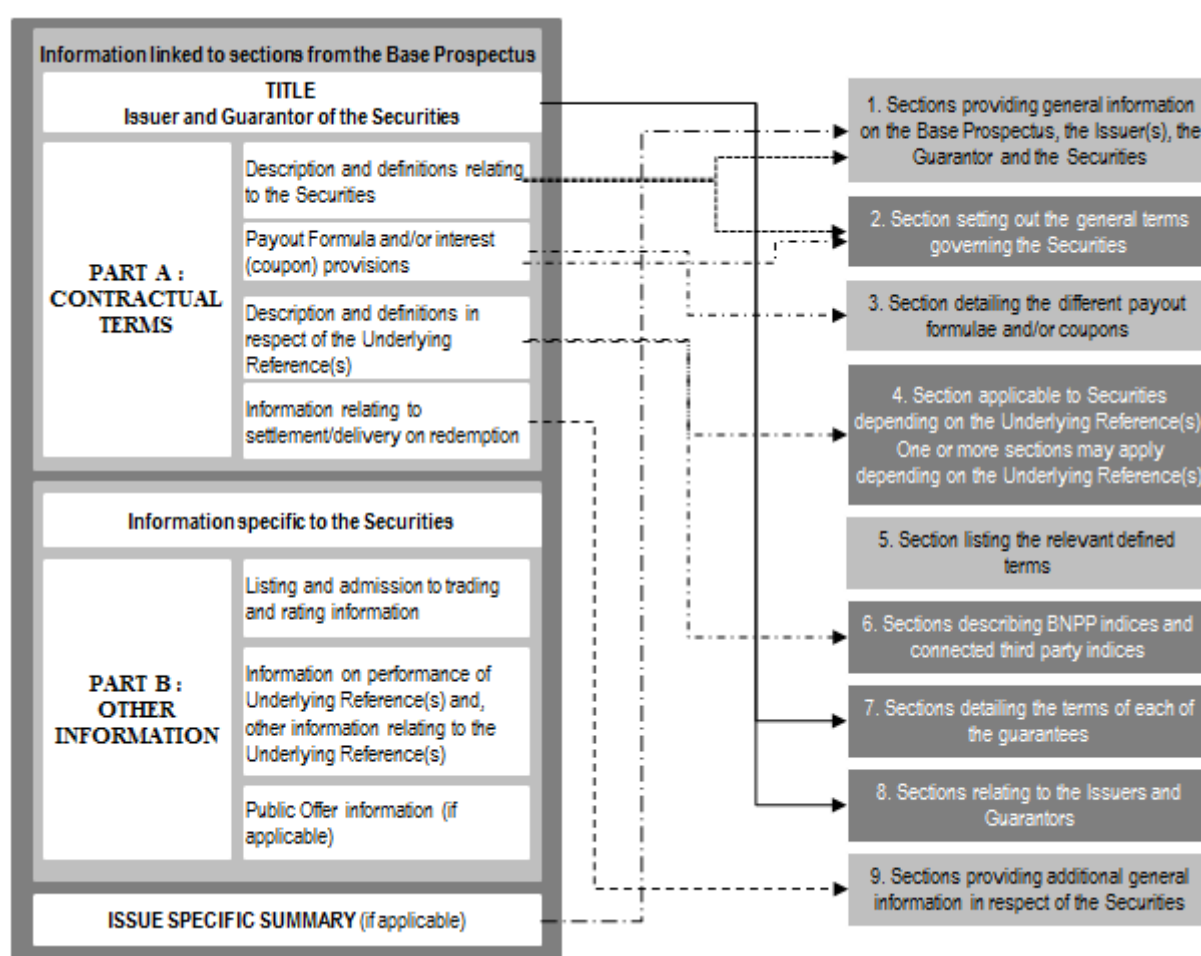 Information linked to sections from the Base Prospectus
TITLE
Issuer and Guarantor of the Securities
PART A :
CONTRACTUAL
TERMS
Description and definitions relating
to the Securities
Payout Formula and/or interest
(coupon) provisions
Description and definitions in
respect of the Underlying
Reference(s)
Information relating to
settlement/delivery on redemption
Information specific to the Securities
PART B :
OTHER
INFORMATION
Listing and admission to trading
and rating information
Information on performance of
Underlying Reference(s) and,
other information relating to the
Underlying Reference(s)
Public Offer information (if
applicable)
ISSUE SPECIFIC SUMMARY (if applicable)
1. Sections providing general information
on the Base Prospectus, the Issuer(s), the
Guarantor and the Securities
2. Section setting out the general terms
governing the Securities
3. Section detailing the different payout
formulae and/or coupons
4. Section applicable to Securities
depending on the Underlying Reference(s)
One or more sections may apply
depending on the Underlying Reference(s)
5. Section listing the relevant defined
terms
6. Sections describing BNPP indices and
connected third party indices
7. Sections detailing the terms of each of
the guarantees
8. Sections relating to the Issuers and
Guarantors
9. Sections providing additional general
information in respect of the Securities